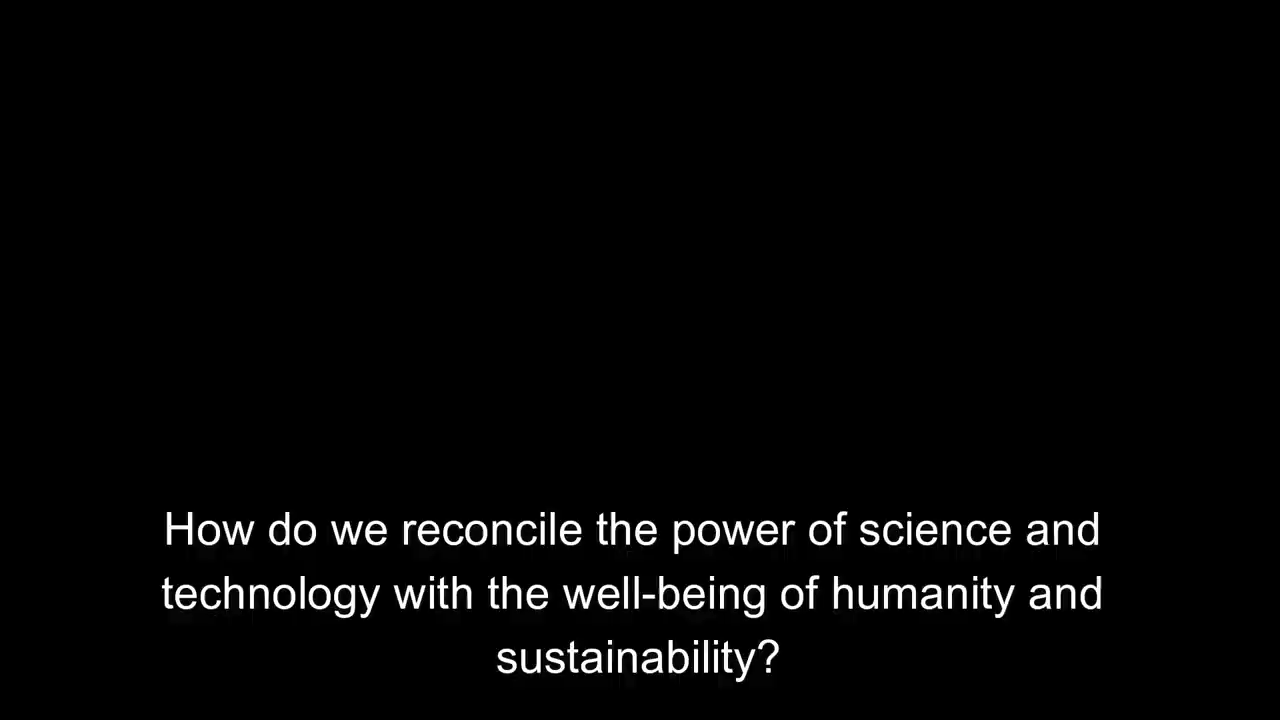 How do we reconcile the power of science and
technology with the well-being of humanity and
sustainability?